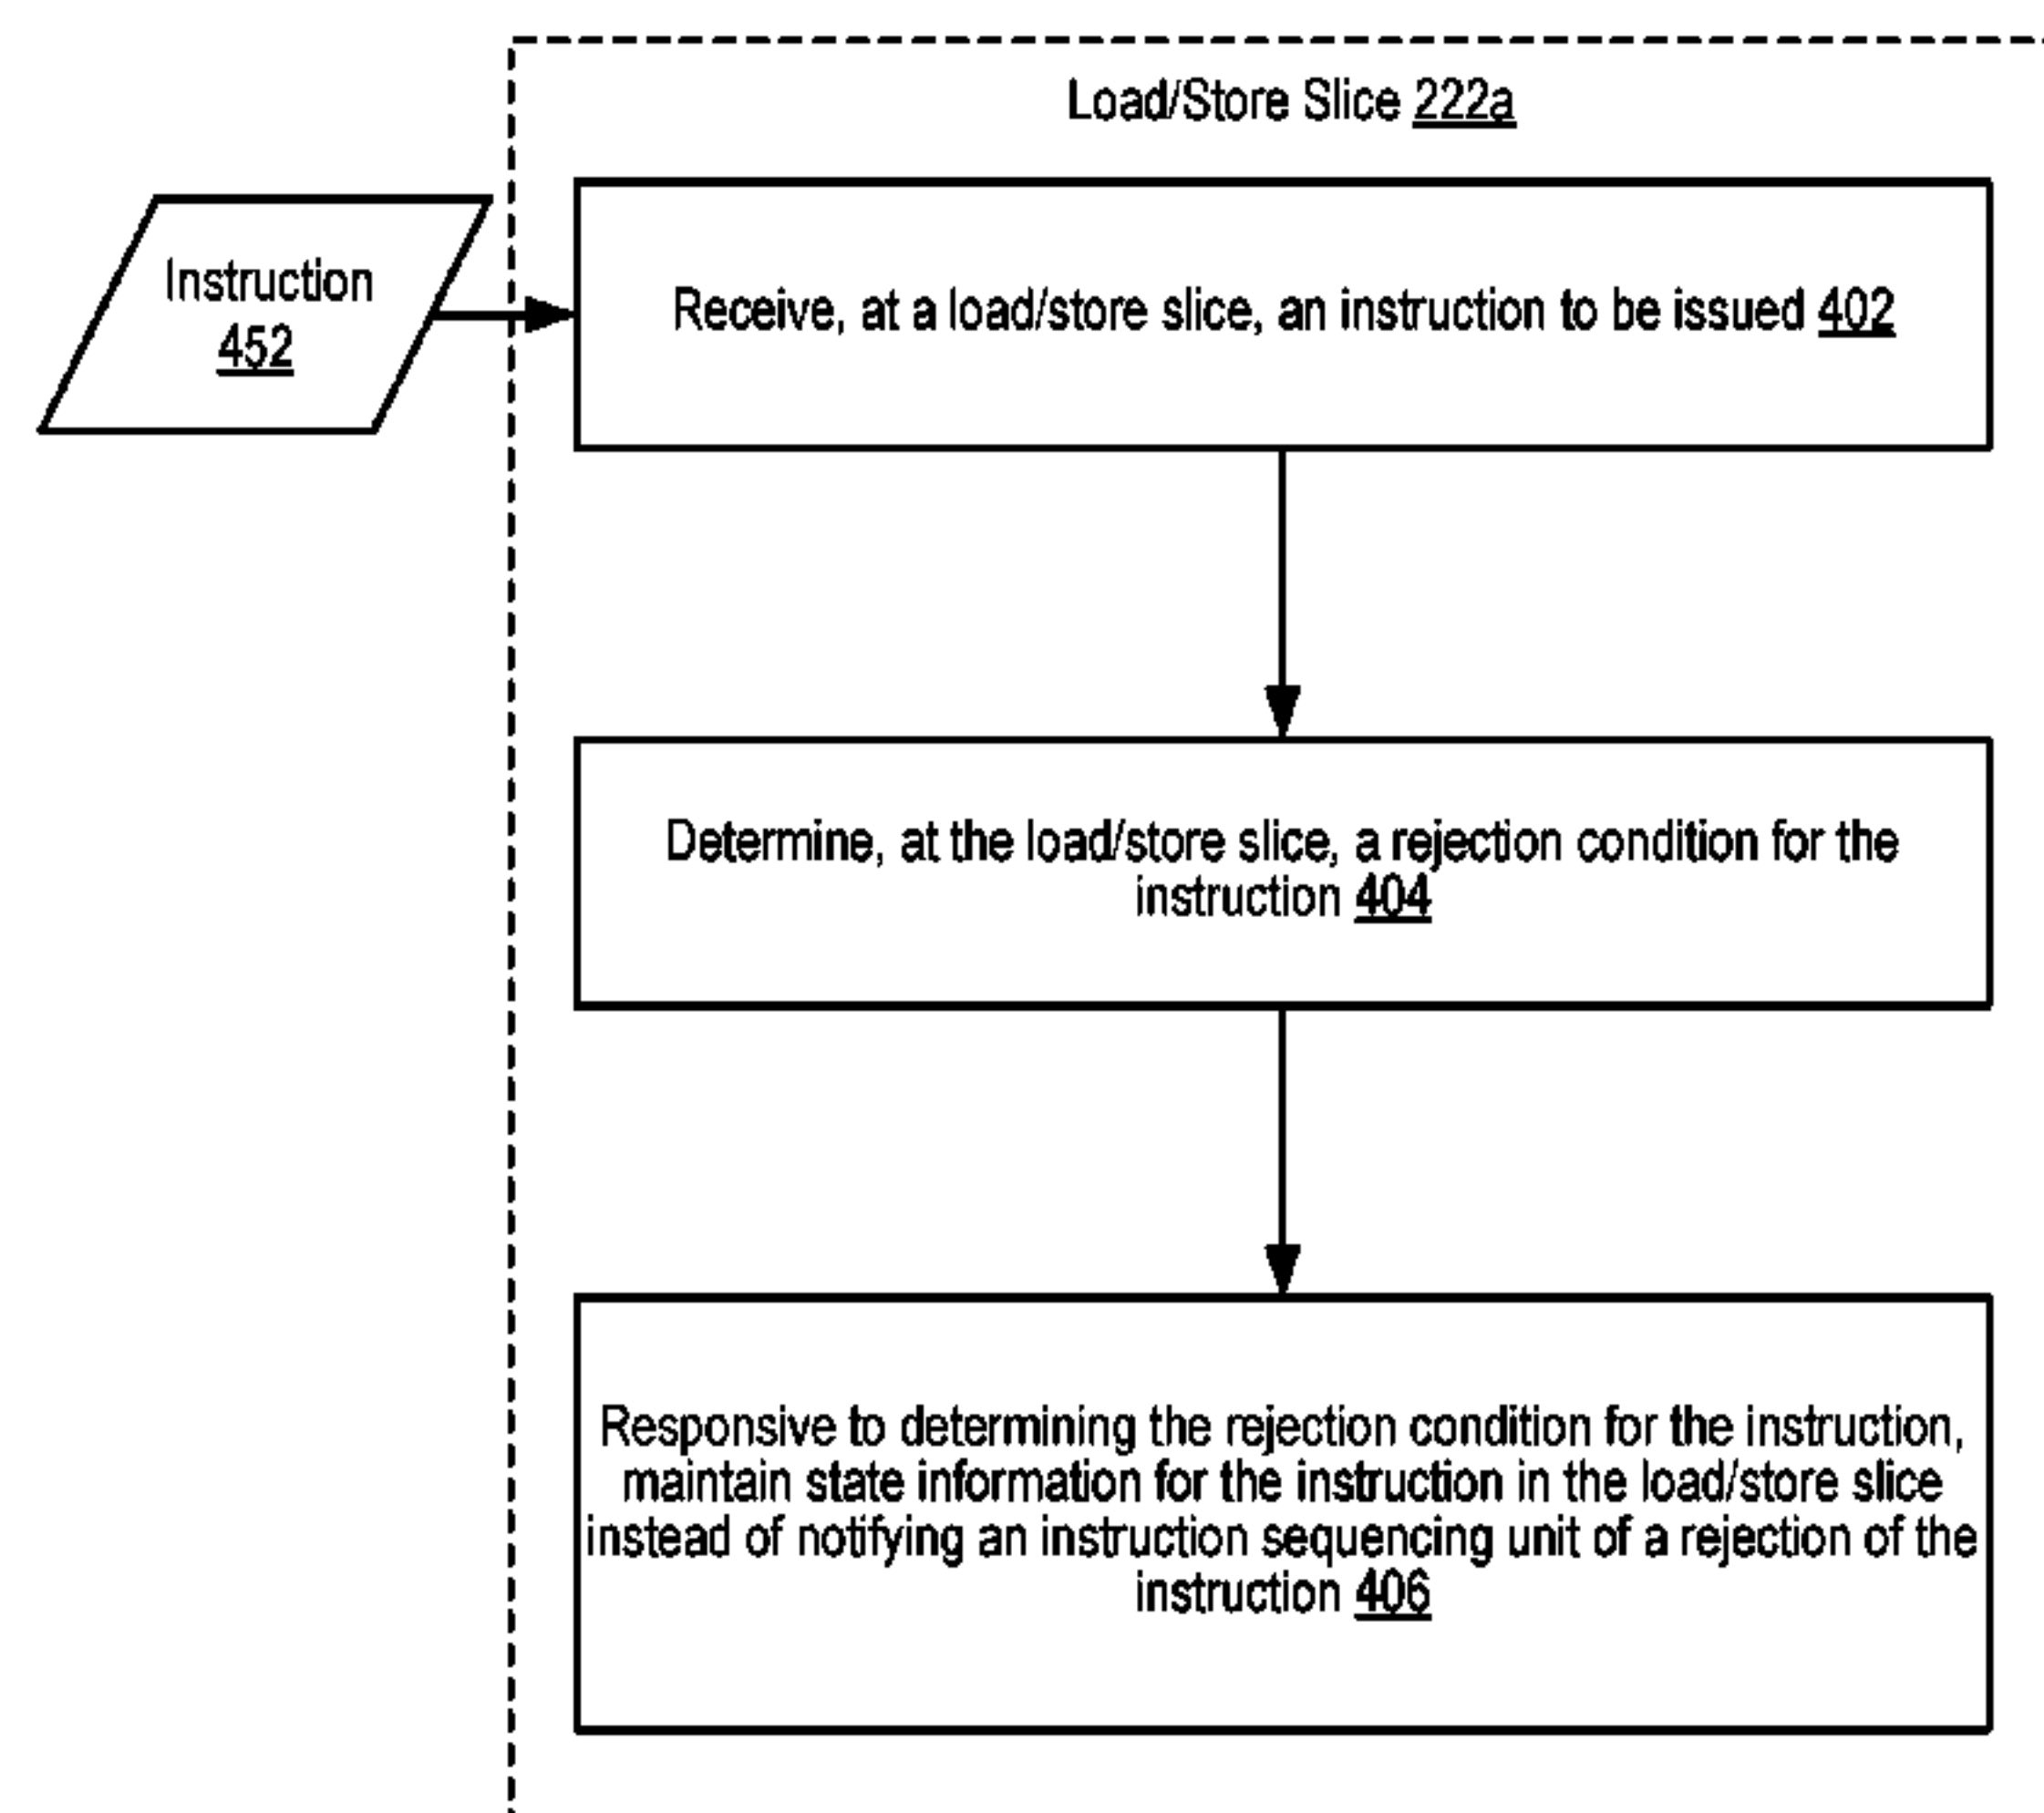 Load/Store Slice 222a
Instruction
452
Receive, at a load/store slice, an instruction to be issued 402
Determine, at the load/store slice, a rejection condition for the
instruction 404
Responsive to determining the rejection condition for the instruction,
maintain state information for the instruction in the load/store slice
instead of notifying an instruction sequencing unit of a rejection of the
instruction 406